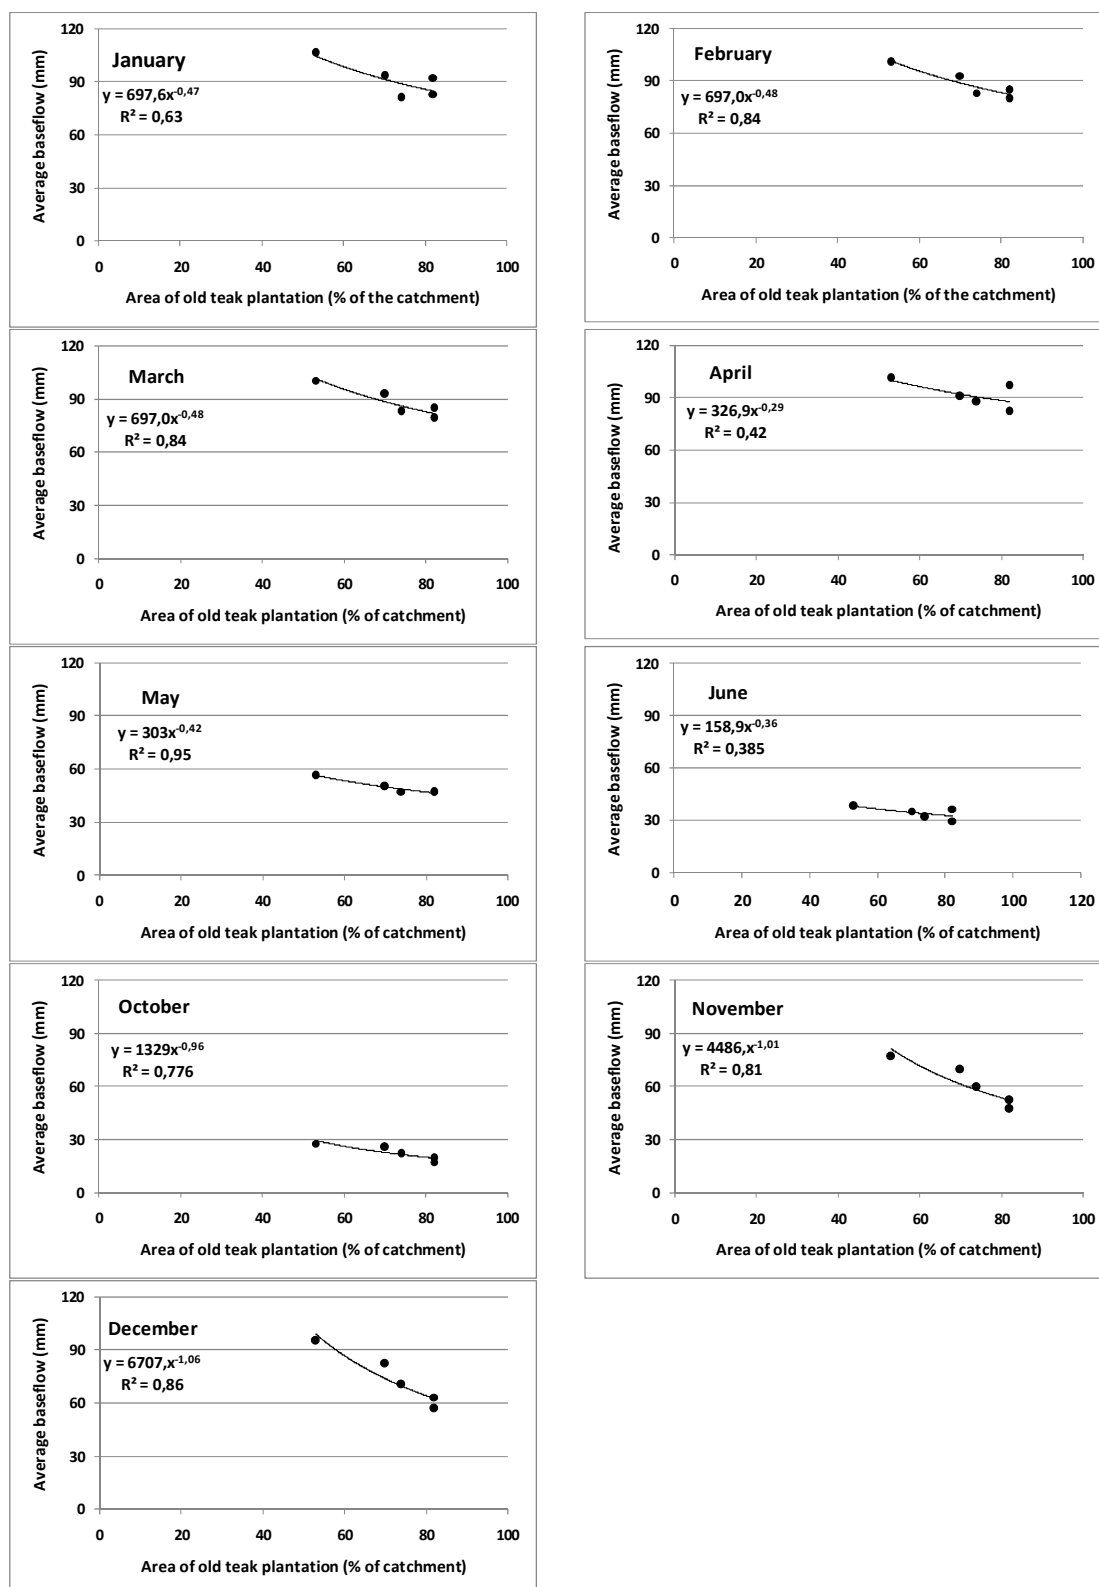 120
90
60
30
0
Average baseflow (mm)
January
y = 697,6x-0,47
R² = 0,63
0 20 40 60 80 100
Area of old teak plantation (% of the catchment)
120
90
60
30
0
Average baseflow (mm)
February
y = 697,0x-0,48
R² = 0,84
0 20 40 60 80 100
Area of old teak plantation (% of the catchment)
120
90
60
30
0
Average baseflow (mm)
March
y = 697,0x-0,48
R² = 0,84
0 20 40 60 80 100
Area of old teak plantation (% of catchment)
120
90
60
30
0
Average baseflow (mm)
April
y = 326,9x-0,29
R² = 0,42
0 20 40 60 80 100
Area of old teak plantation (% of catchment)
120
90
60
30
0
Average baseflow (mm)
May
y = 303x-0,42
R² = 0,95
0 20 40 60 80 100
Area of old teak plantation (% of catchment)
120
90
60
30
0
Average baseflow (mm)
June
y = 158,9x-0,36
R² = 0,385
0 20 40 60 80 100 120
Area of old teak plantation (% of catchment)
120
90
60
30
0
Average baseflow (mm)
October
y = 1329x-0,96
R² = 0,776
0 20 40 60 80 100
Area of old teak plantation (% of catchment)
120
90
60
30
0
Average baseflow (mm)
November
y = 4486,x-1,01
R² = 0,81
0 20 40 60 80 100
Area of old teak plantation (% of catchment)
120
90
60
30
0
Average baseflow (mm)
December
y = 6707,x-1,06
R² = 0,86
0 20 40 60 80 100
Area of old teak plantation (% of catchment)